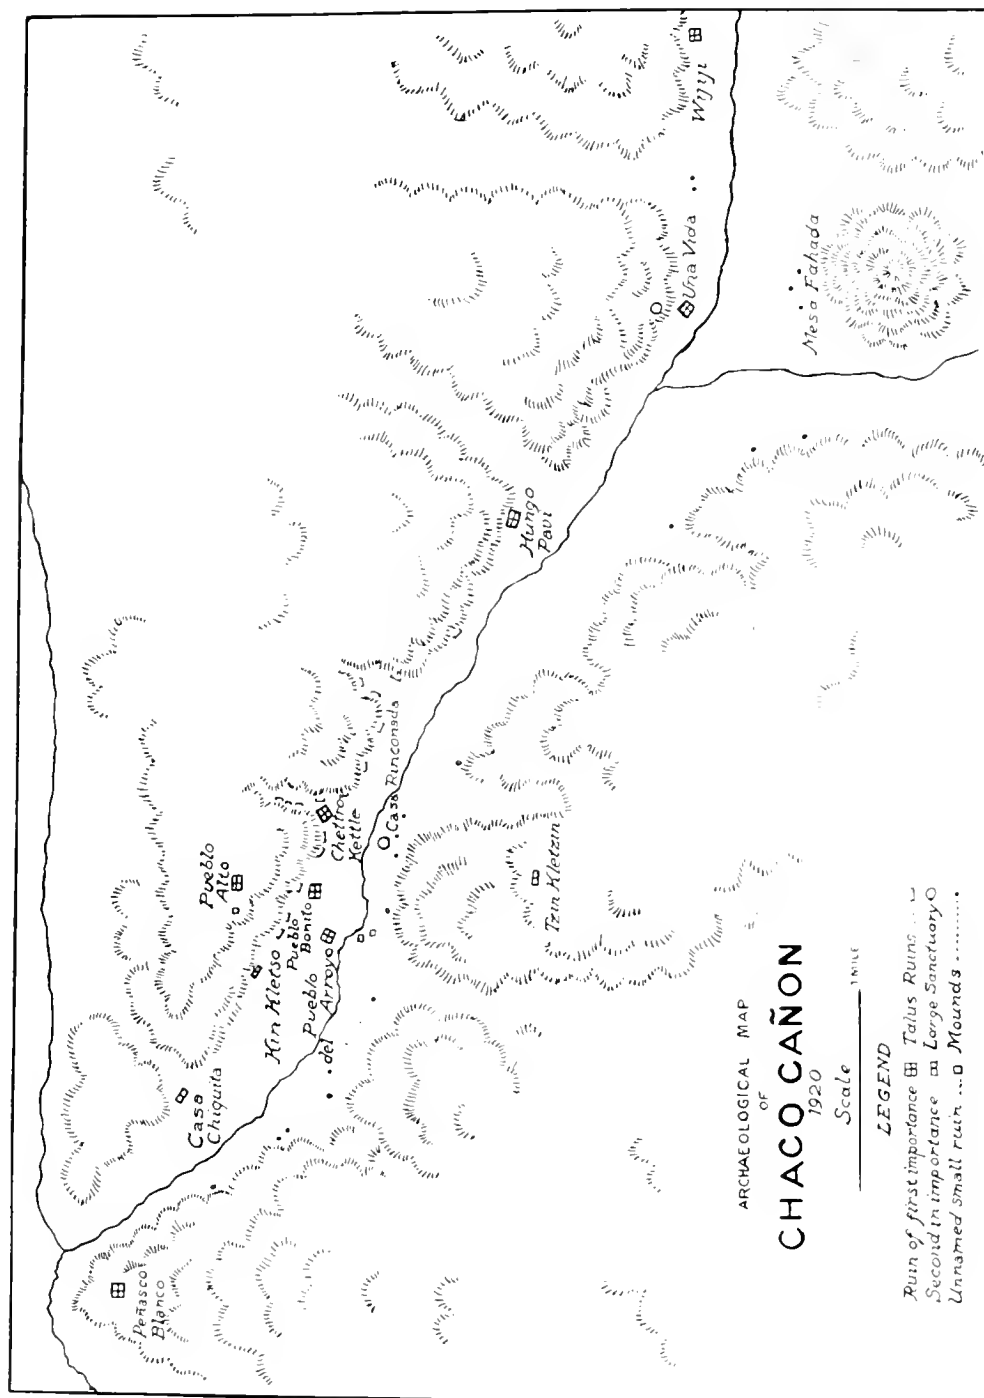 ARCHAEOLOGICAL MAP
OF
CHACO CAÑON
1920
Scale
1 MILE
LEGEND
Ruin of first importance
Talus Ruins
Second in importance
Large Sanctuary
Unnamed small ruin
Mounds
Peñasco
Blanco
Casa
Chiquita
Kin Kletso
Pueblo
Alto
Pueblo
Bonito
Pueblo
del Arroyo
Chettro
Kettle
Casa Rinconada
Tzin Kletzin
Hungo
Pavi
Una Vida
Wijiji
Mesa Fahada